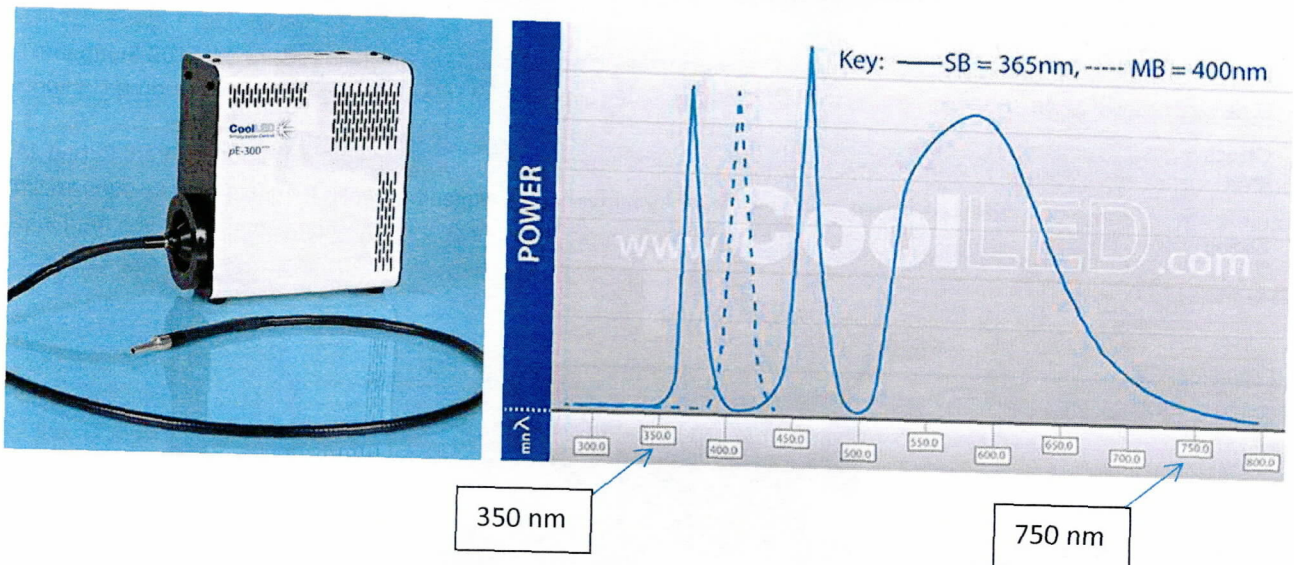 CoolLED
pE-300
Key: —— SB = 365nm, ----- MB = 400nm
POWER
www.CoolLED.com
mnλ
300.0
350.0
400.0
450.0
500.0
550.0
600.0
650.0
700.0
750.0
800.0
350 nm
750 nm